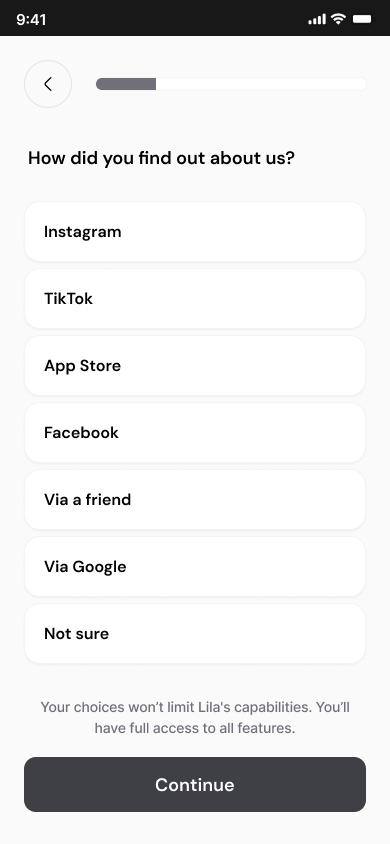 9:41
How did you find out about us?
Instagram
TikTok
App Store
Facebook
Via a friend
Via Google
Not sure
Your choices won’t limit Lila's capabilities. You’ll
have full access to all features.
Continue